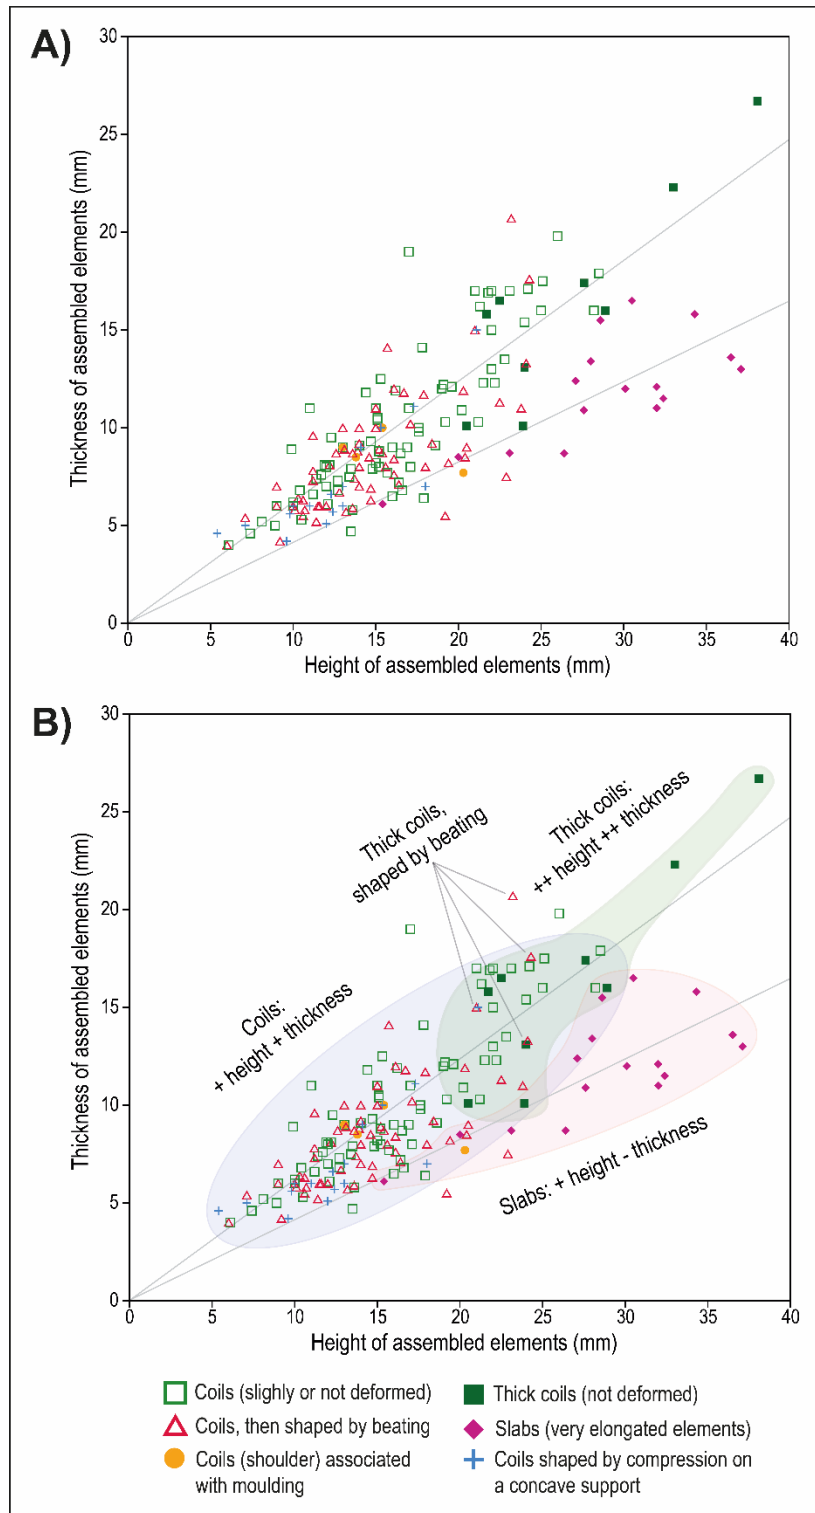 A)
30
25
20
15
10
5
0
Thickness of assembled elements (mm)
0 5 10 15 20 25 30 35 40
Height of assembled elements (mm)
B)
30
25
20
15
10
5
0
Thickness of assembled elements (mm)
Thick coils,
shaped by beating
Thick coils:
++ height ++ thickness
Coils:
+ height + thickness
Slabs: + height - thickness
0 5 10 15 20 25 30 35 40
Height of assembled elements (mm)
Coils (slighly or not deformed)
Coils, then shaped by beating
Coils (shoulder) associated
with moulding
Thick coils (not deformed)
Slabs (very elongated elements)
Coils shaped by compression on
a concave support